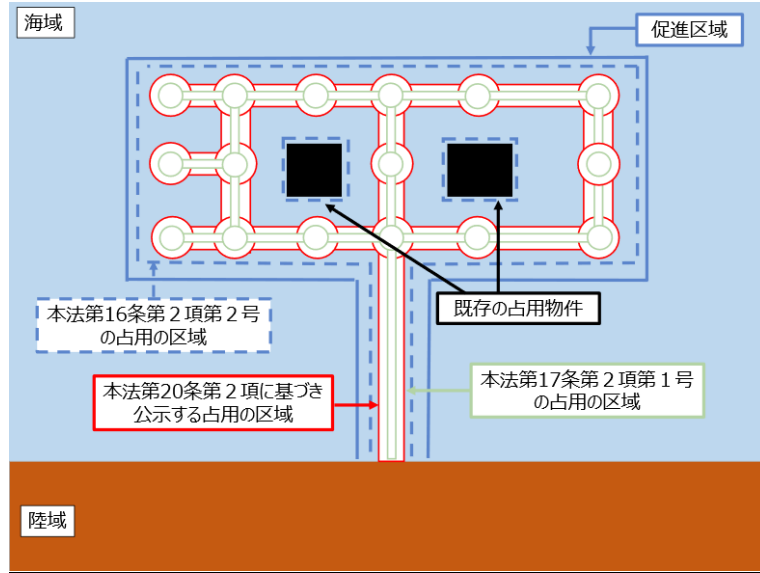 海域
促進区域
本法第16条第２項第２号
の占用の区域
既存の占用物件
本法第20条第２項に基づき
公示する占用の区域
本法第17条第２項第１号
の占用の区域
陸域